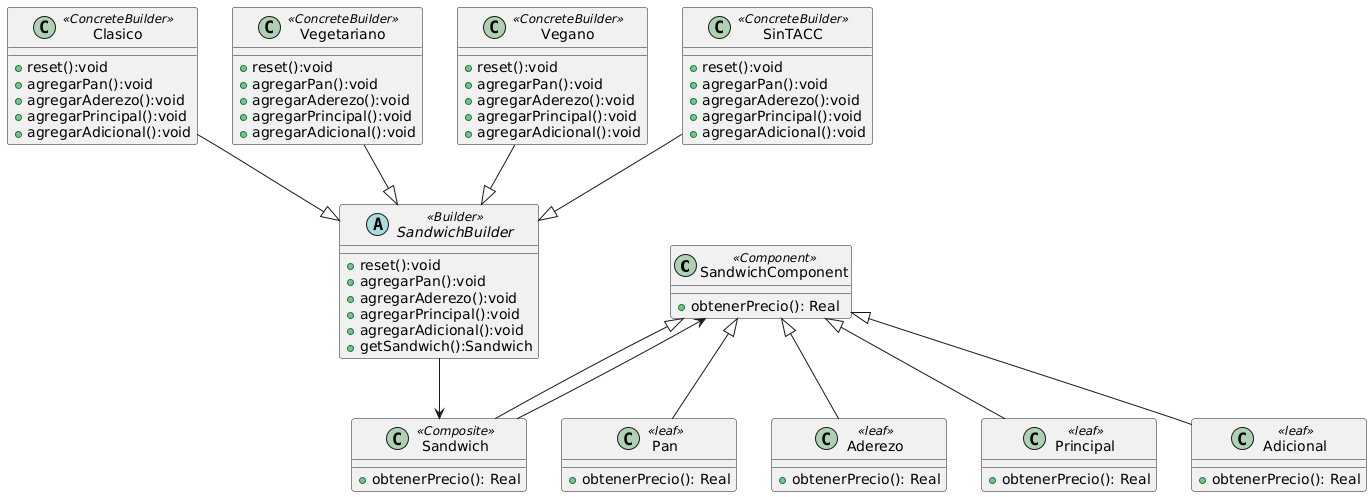 C «ConcreteBuilder»
Clasico
reset():void
agregarPan():void
agregarAderezo():void
agregarPrincipal():void
agregarAdicional():void
C «ConcreteBuilder»
Vegetariano
reset():void
agregarPan():void
agregarAderezo():void
agregarPrincipal():void
agregarAdicional():void
C «ConcreteBuilder»
Vegano
reset():void
agregarPan():void
agregarAderezo():void
agregarPrincipal():void
agregarAdicional():void
C «ConcreteBuilder»
SinTACC
reset():void
agregarPan():void
agregarAderezo():void
agregarPrincipal():void
agregarAdicional():void
A «Builder»
SandwichBuilder
reset():void
agregarPan():void
agregarAderezo():void
agregarPrincipal():void
agregarAdicional():void
getSandwich():Sandwich
C «Component»
SandwichComponent
obtenerPrecio(): Real
C «Composite»
Sandwich
obtenerPrecio(): Real
C «leaf»
Pan
obtenerPrecio(): Real
C «leaf»
Aderezo
obtenerPrecio(): Real
C «leaf»
Principal
obtenerPrecio(): Real
C «leaf»
Adicional
obtenerPrecio(): Real